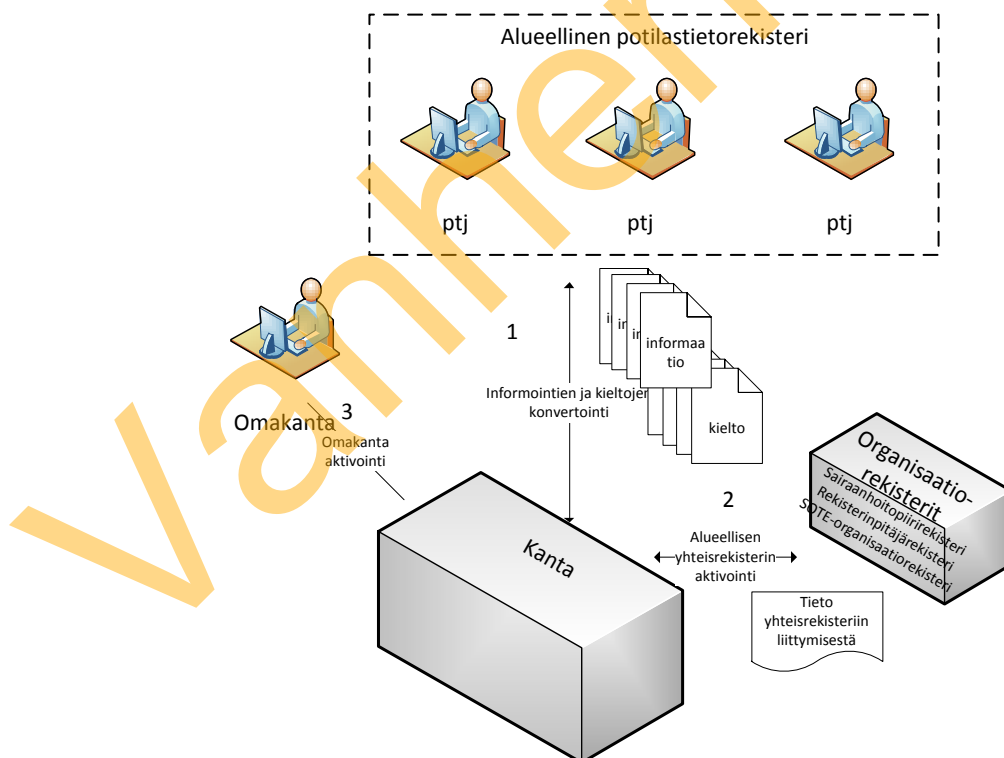 Alueellinen potilastietorekisteri
ptj
ptj
ptj
1
informaa
tio
Informointien ja kieltojen
konvertointi
kielto
Omakanta
3
Omakanta
aktivointi
2
Alueellisen
yhteisrekisterin
aktivointi
Kanta
Organisaatio-
rekisterit
Sairaanhoitopiirirekisteri
Rekisterinpitäjärekisteri
SOTE-organisaatiorekisteri
Tieto
yhteisrekisteriin
liittymisestä